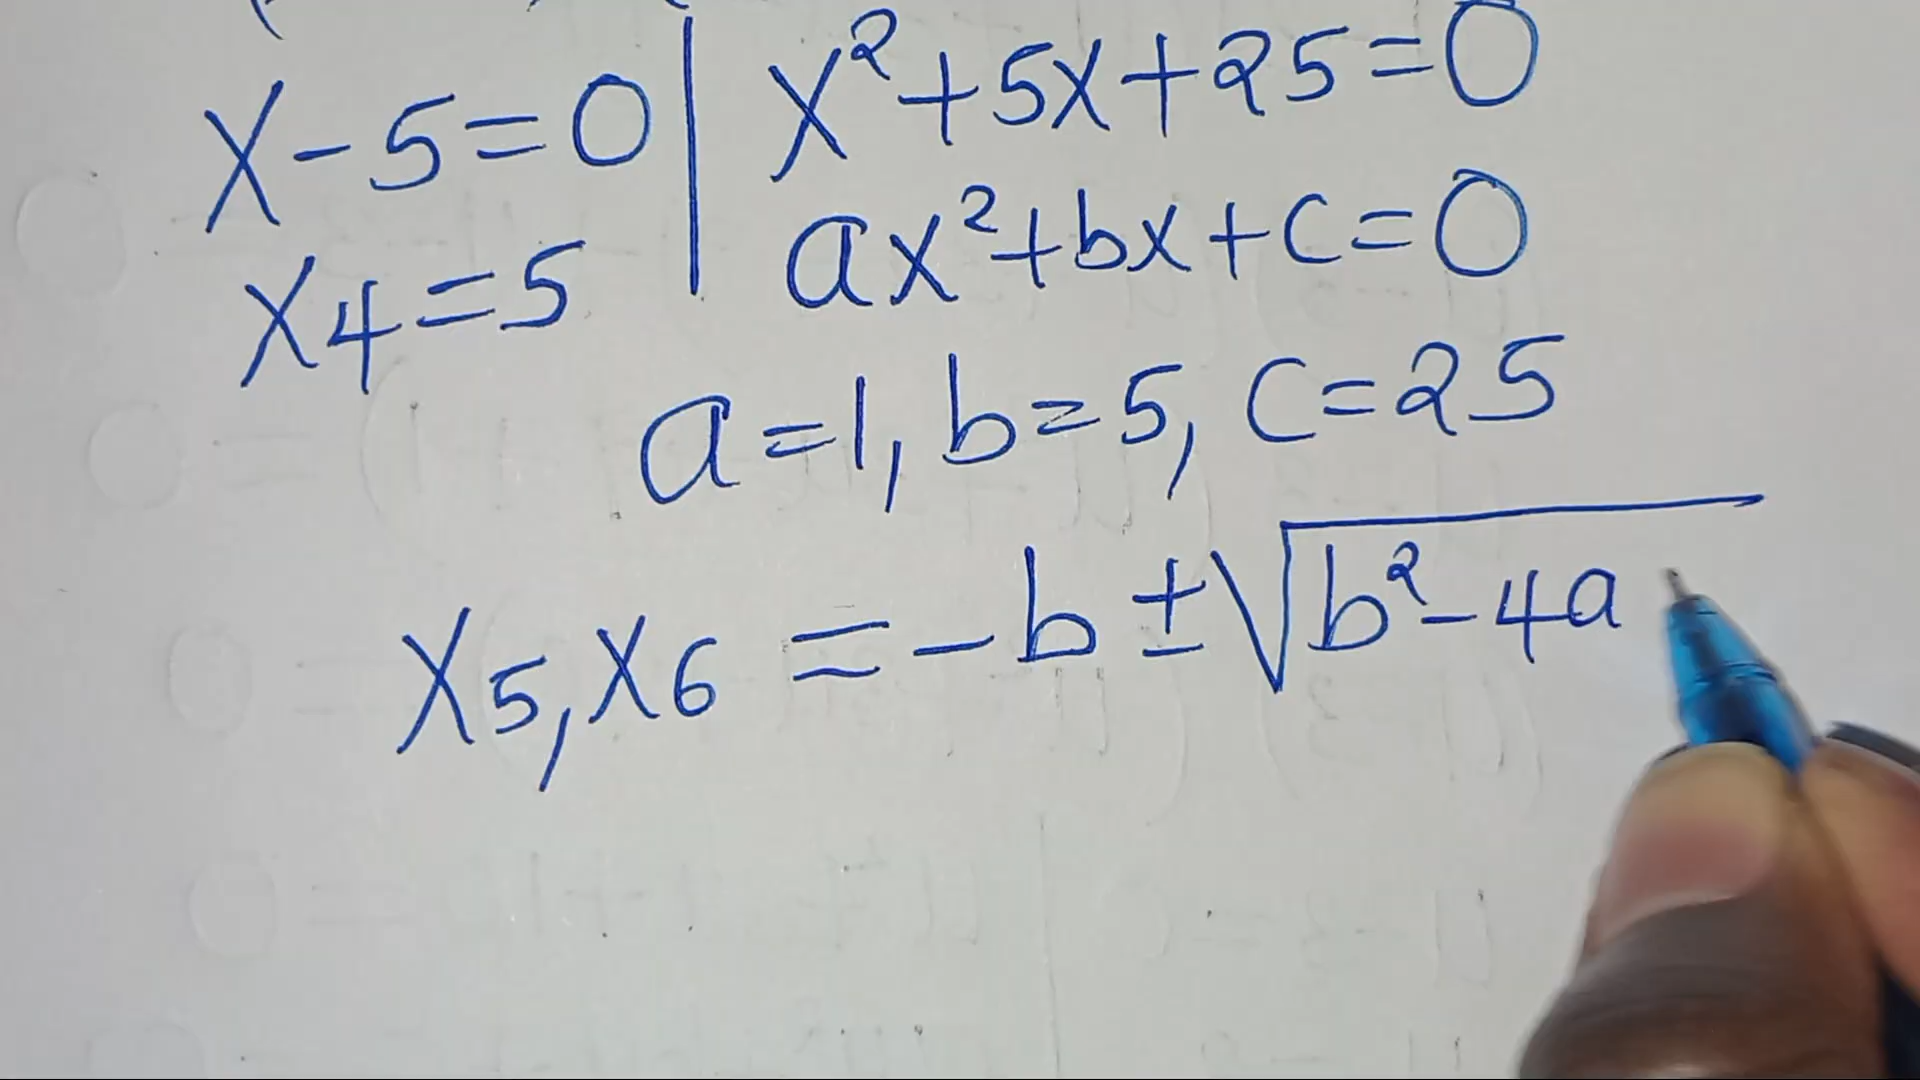 x-5=0 | x²+5x+25=0
x₄=5 ax²+bx+c=0
a=1, b=5, c=25
x₅,x₆ = -b ± √b²-4a